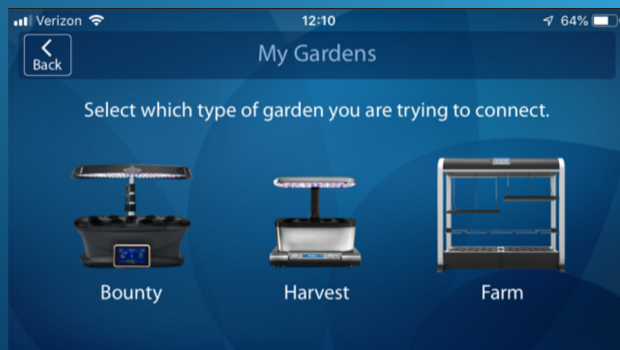 Verizon 12:10 64%
Back
My Gardens
Select which type of garden you are trying to connect.
Bounty Harvest Farm